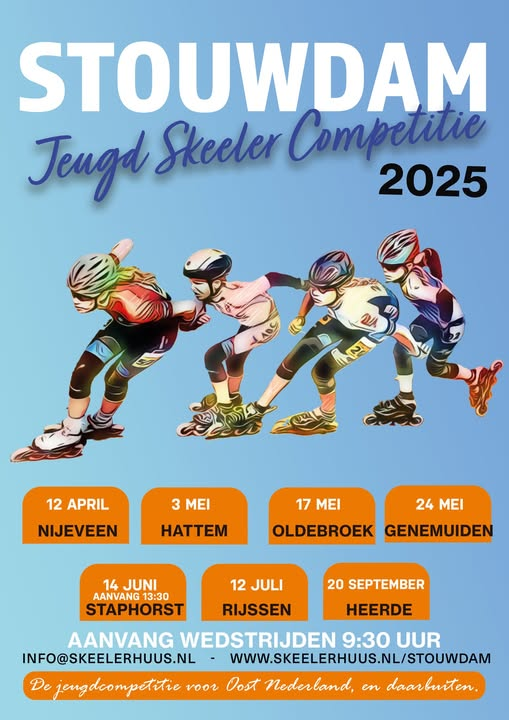 STOUWDAM
Jeugd Skeeler Competitie
2025
12 APRIL
NIJEVEEN
3 MEI
HATTEM
17 MEI
OLDEBROEK
24 MEI
GENEMUIDEN
14 JUNI
AANVANG 13:30
STAPHORST
12 JULI
RIJSSEN
20 SEPTEMBER
HEERDE
AANVANG WEDSTRIJDEN 9:30 UUR
INFO@SKEELERHUUS.NL - WWW.SKEELERHUUS.NL/STOUWDAM
De jeugdcompetitie voor Oost Nederland, en daarbuiten.